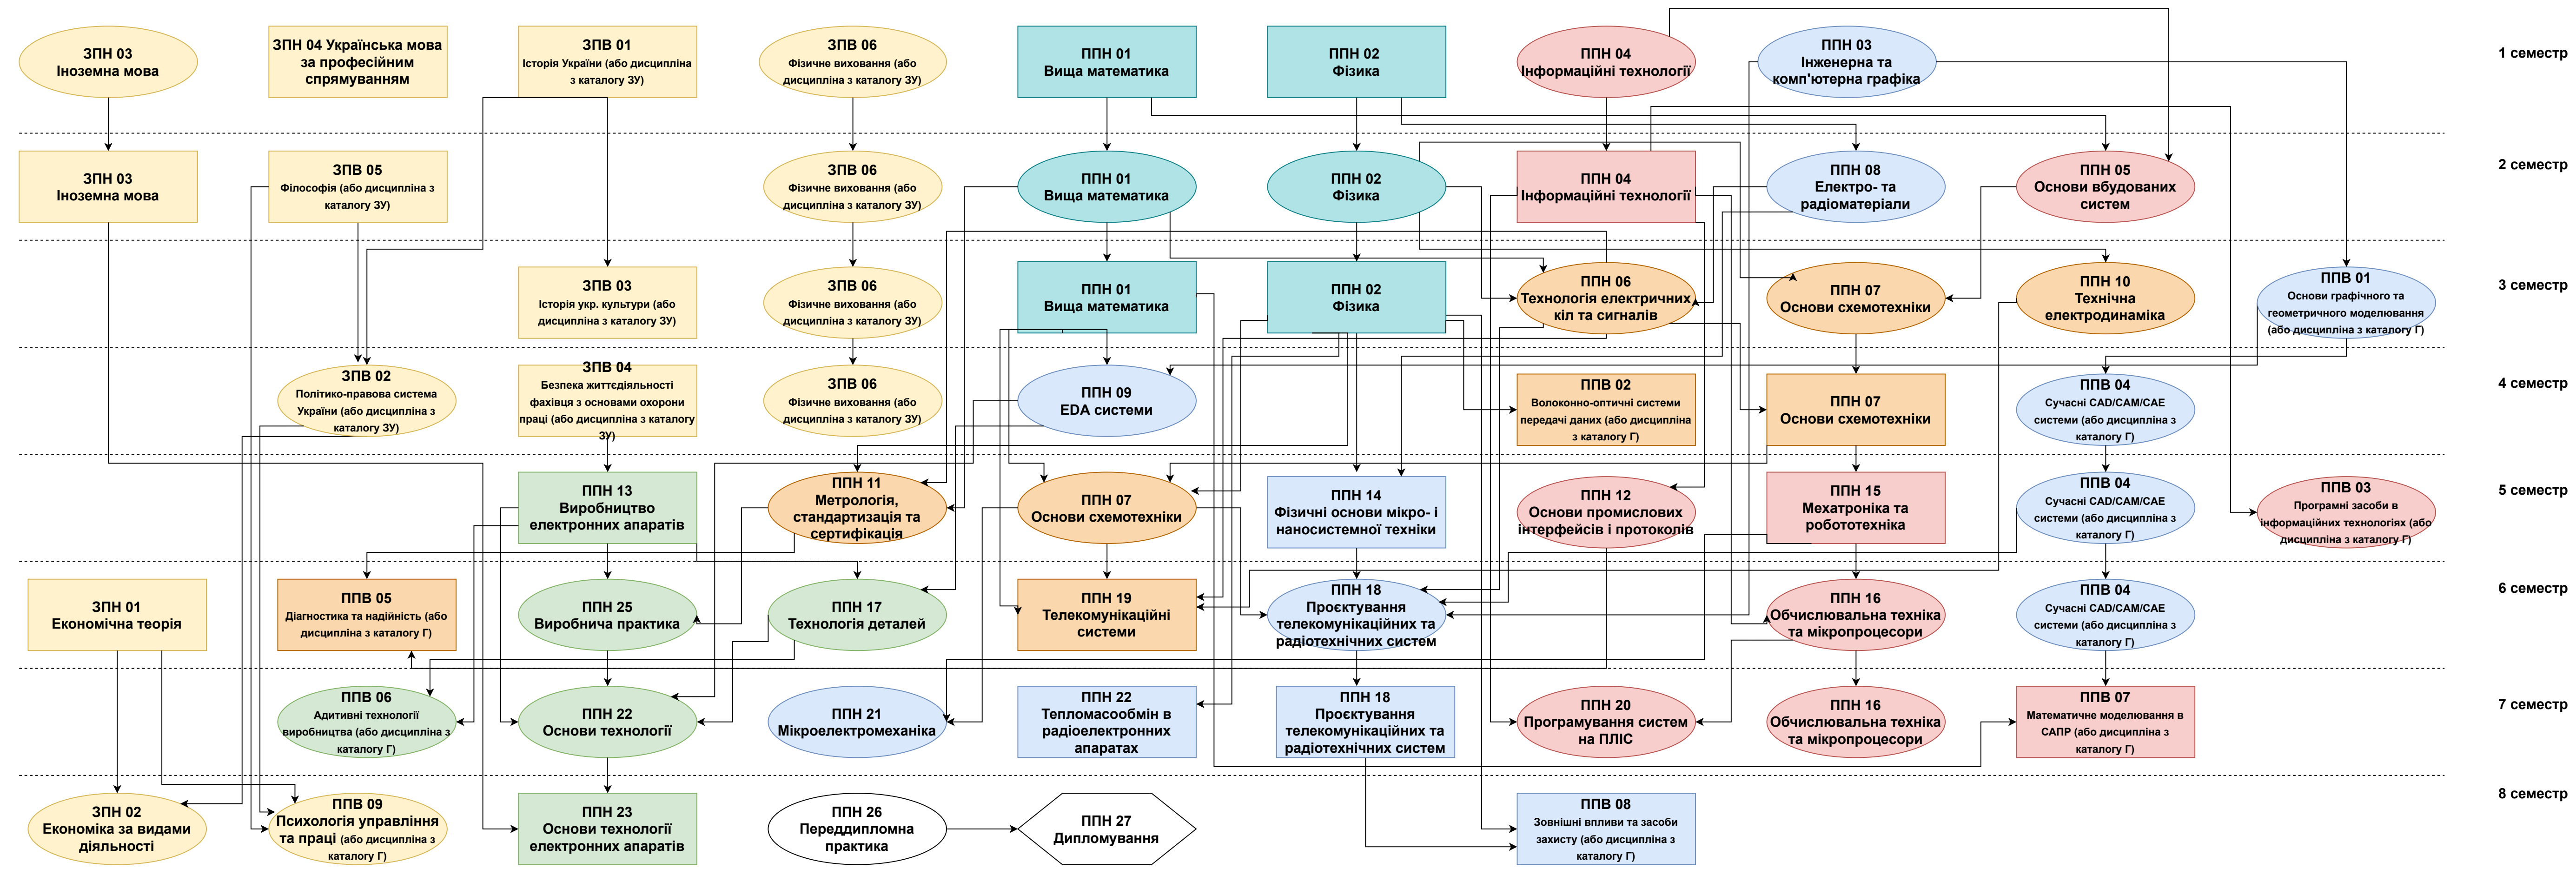 ЗПН 03
Іноземна мова
ЗПН 04 Українська мова
за професійним
спрямуванням
ЗПВ 01
Історія України (або дисципліна
з каталогу ЗУ)
ЗПВ 06
Фізичне виховання (або
дисципліна з каталогу ЗУ)
ППН 01
Вища математика
ППН 02
Фізика
ППН 04
Інформаційні технології
ППН 03
Інженерна та
комп'ютерна графіка
1 семестр
ЗПН 03
Іноземна мова
ЗПВ 05
Філософія (або дисципліна з
каталогу ЗУ)
ЗПВ 06
Фізичне виховання (або
дисципліна з каталогу ЗУ)
ППН 01
Вища математика
ППН 02
Фізика
ППН 04
Інформаційні технології
ППН 08
Електро- та
радіоматеріали
ППН 05
Основи вбудованих
систем
2 семестр
ЗПВ 03
Історія укр. культури (або
дисципліна з каталогу ЗУ)
ЗПВ 06
Фізичне виховання (або
дисципліна з каталогу ЗУ)
ППН 01
Вища математика
ППН 02
Фізика
ППН 06
Технологія електричних
кіл та сигналів
ППН 07
Основи схемотехніки
ППН 10
Технічна
електродинаміка
ППВ 01
Основи графічного та
геометричного моделювання
(або дисципліна з каталогу Г)
3 семестр
ЗПВ 02
Політико-правова система
України (або дисципліна з
каталогу ЗУ)
ЗПВ 04
Безпека життєдіяльності
фахівця з основами охорони
праці (або дисципліна з каталогу
ЗУ)
ЗПВ 06
Фізичне виховання (або
дисципліна з каталогу ЗУ)
ППН 09
EDA системи
ППВ 02
Волоконно-оптичні системи
передачі даних (або дисципліна
з каталогу Г)
ППН 07
Основи схемотехніки
ППВ 04
Сучасні CAD/CAM/CAE
системи (або дисципліна з
каталогу Г)
4 семестр
ППН 13
Виробництво
електронних апаратів
ППН 11
Метрологія,
стандартизація та
сертифікація
ППН 07
Основи схемотехніки
ППН 14
Фізичні основи мікро- і
наносистемної техніки
ППН 12
Основи промислових
інтерфейсів і протоколів
ППН 15
Мехатроніка та
робототехніка
ППВ 04
Сучасні CAD/CAM/CAE
системи (або дисципліна з
каталогу Г)
ППВ 03
Програмні засоби в
інформаційних технологіях (або
дисципліна з каталогу Г)
5 семестр
ЗПН 01
Економічна теорія
ППВ 05
Діагностика та надійність (або
дисципліна з каталогу Г)
ППН 25
Виробнича практика
ППН 17
Технологія деталей
ППН 19
Телекомунікаційні
системи
ППН 18
Проєктування
телекомунікаційних та
радіотехнічних систем
ППН 16
Обчислювальна техніка
та мікропроцесори
ППВ 04
Сучасні CAD/CAM/CAE
системи (або дисципліна з
каталогу Г)
6 семестр
ППВ 06
Адитивні технології
виробництва (або дисципліна з
каталогу Г)
ППН 22
Основи технології
ППН 21
Мікроелектромеханіка
ППН 22
Тепломасообмін в
радіоелектронних
апаратах
ППН 18
Проєктування
телекомунікаційних та
радіотехнічних систем
ППН 20
Програмування систем
на ПЛІС
ППН 16
Обчислювальна техніка
та мікропроцесори
ППВ 07
Математичне моделювання в
САПР (або дисципліна з
каталогу Г)
7 семестр
ЗПН 02
Економіка за видами
діяльності
ППВ 09
Психологія управління
та праці (або дисципліна з
каталогу Г)
ППН 23
Основи технології
електронних апаратів
ППН 26
Переддипломна
практика
ППН 27
Дипломування
ППВ 08
Зовнішні впливи та засоби
захисту (або дисципліна з
каталогу Г)
8 семестр